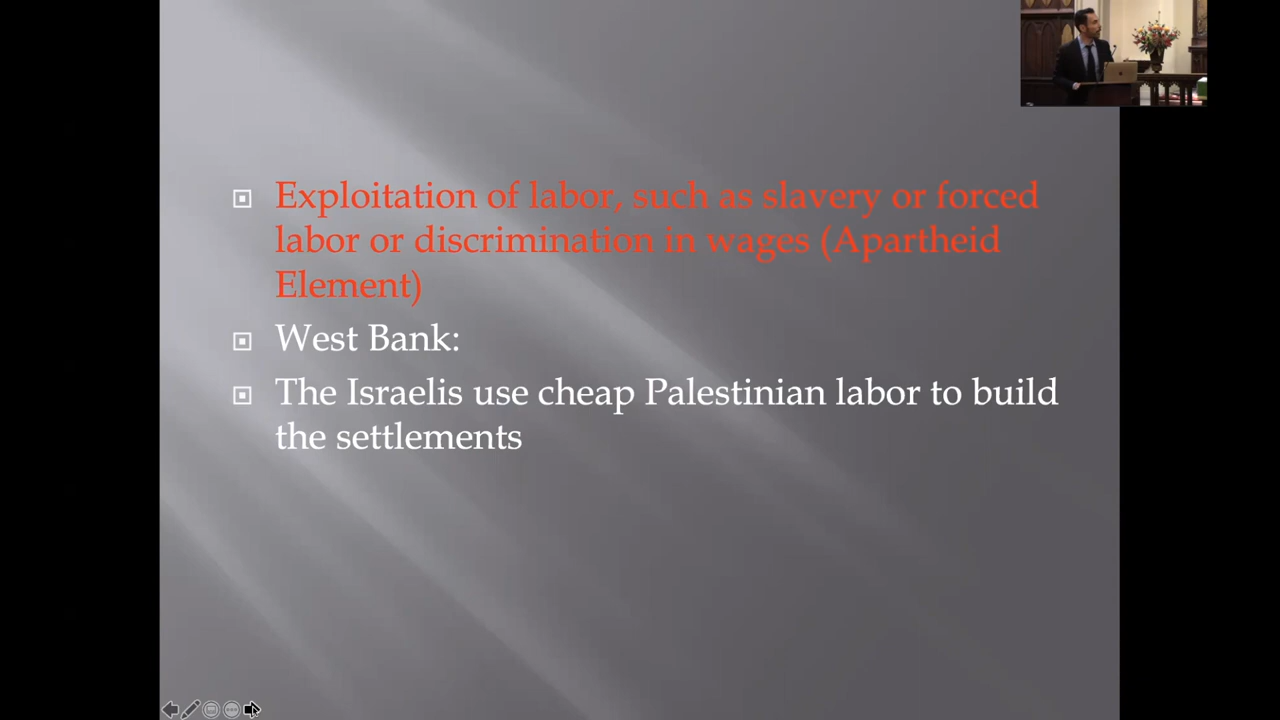 Exploitation of labor, such as slavery or forced
labor or discrimination in wages (Apartheid
Element)
West Bank:
The Israelis use cheap Palestinian labor to build
the settlements